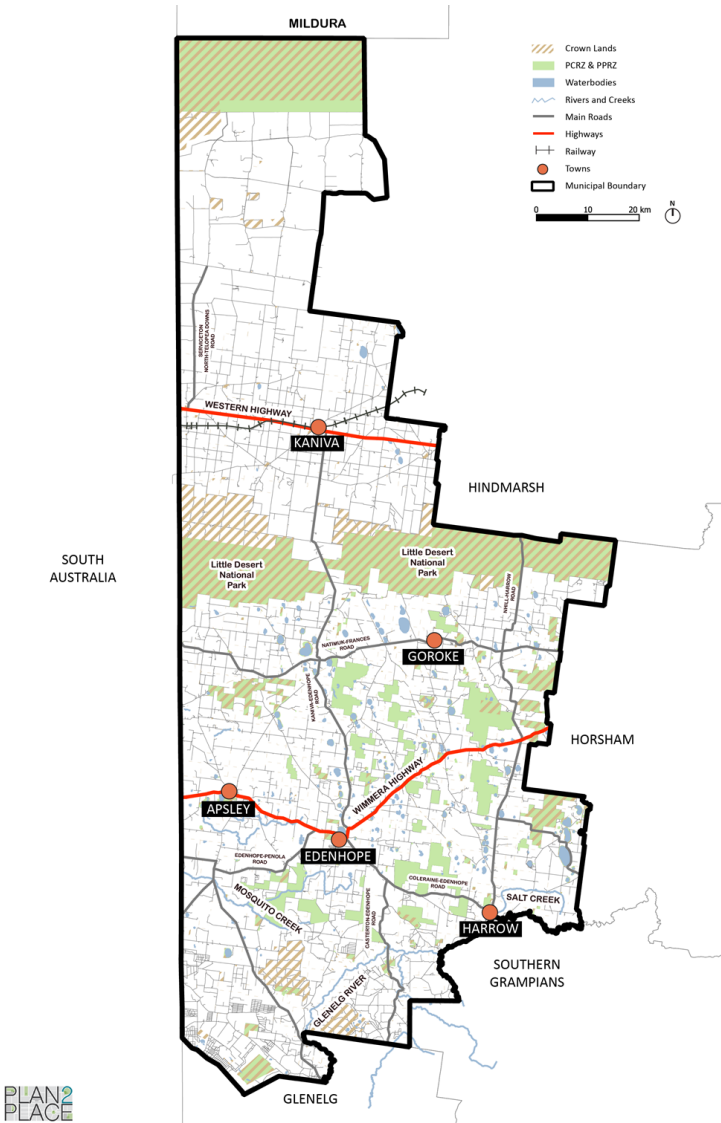 MILDURA
Crown Lands
PCRZ & PPRZ
Waterbodies
Rivers and Creeks
Main Roads
Highways
Railway
Towns
Municipal Boundary
0 10 20 km
N
SERVICETON
NORTH-TELOPEA DOWNS
ROAD
WESTERN HIGHWAY
KANIVA
HINDMARSH
SOUTH
AUSTRALIA
Little Desert
National
Park
Little Desert
National
Park
NHILL-HARROW
ROAD
NATIMUK-FRANCES
ROAD
GOROKE
KANIVA-EDENHOPE
ROAD
HORSHAM
WIMMERA HIGHWAY
APSLEY
EDENHOPE
EDENHOPE-PENOLA
ROAD
COLERAINE-EDENHOPE
ROAD
MOSQUITO CREEK
CASTERTON-EDENHOPE
ROAD
SALT CREEK
HARROW
SOUTHERN
GRAMPIANS
GLENELG RIVER
GLENELG
PLAN2
PLACE